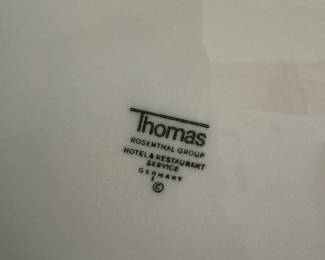 Thomas
ROSENTHAL GROUP
HOTEL & RESTAURANT
SERVICE
GERMANY
©